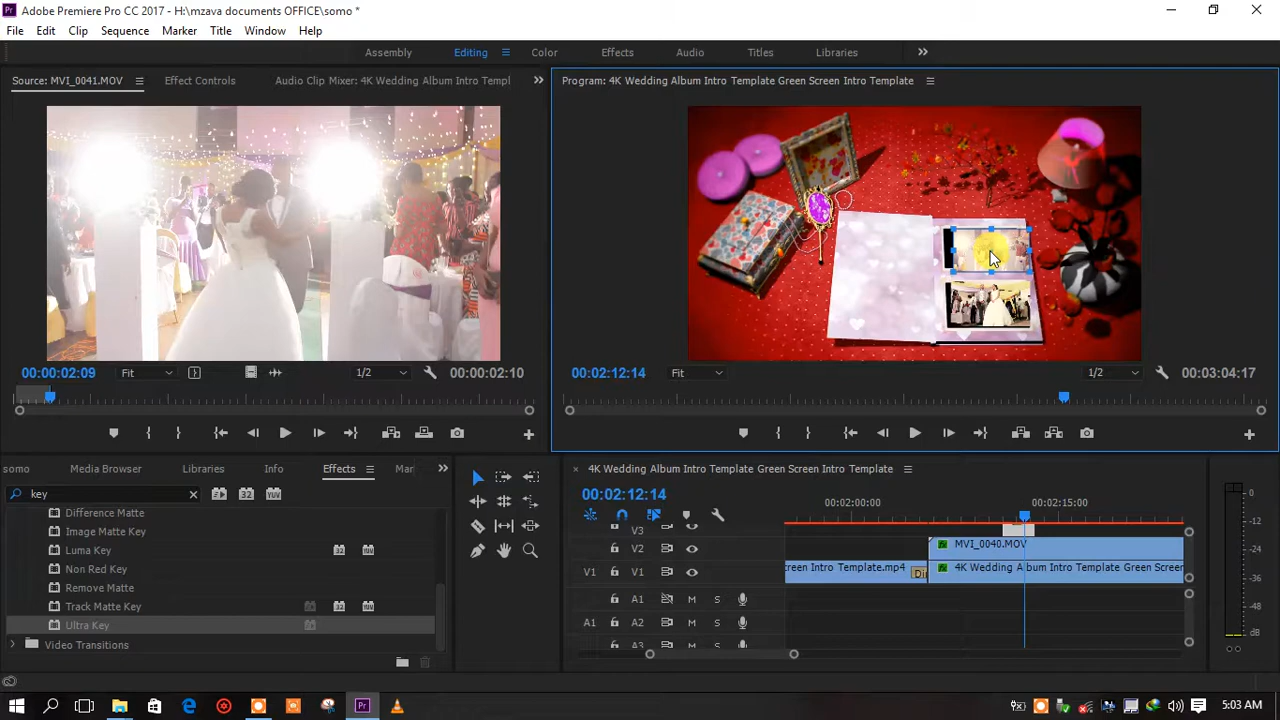 Adobe Premiere Pro CC 2017 - H:\mzava documents OFFICE\somo *
File Edit Clip Sequence Marker Title Window Help
Assembly Editing Color Effects Audio Titles Libraries
Source: MVI_0041.MOV Effect Controls Audio Clip Mixer: 4K Wedding Album Intro Templ
Program: 4K Wedding Album Intro Template Green Screen Intro Template
00:00:02:09 Fit 1/2 00:00:02:10
00:02:12:14 Fit 1/2 00:03:04:17
somo Media Browser Libraries Info Effects Mar
key
Difference Matte
Image Matte Key
Luma Key
Non Red Key
Remove Matte
Track Matte Key
Ultra Key
Video Transitions
4K Wedding Album Intro Template Green Screen Intro Template
00:02:12:14
00:02:00:00 00:02:15:00
V3
V2 MVI_0040.MOV
V1 V1 creen Intro Template.mp4 4K Wedding Album Intro Template Green Screer
A1 M S
A1 A2 M S
A3 M S
0
-12
-24
-36
-48
dB
5:03 AM